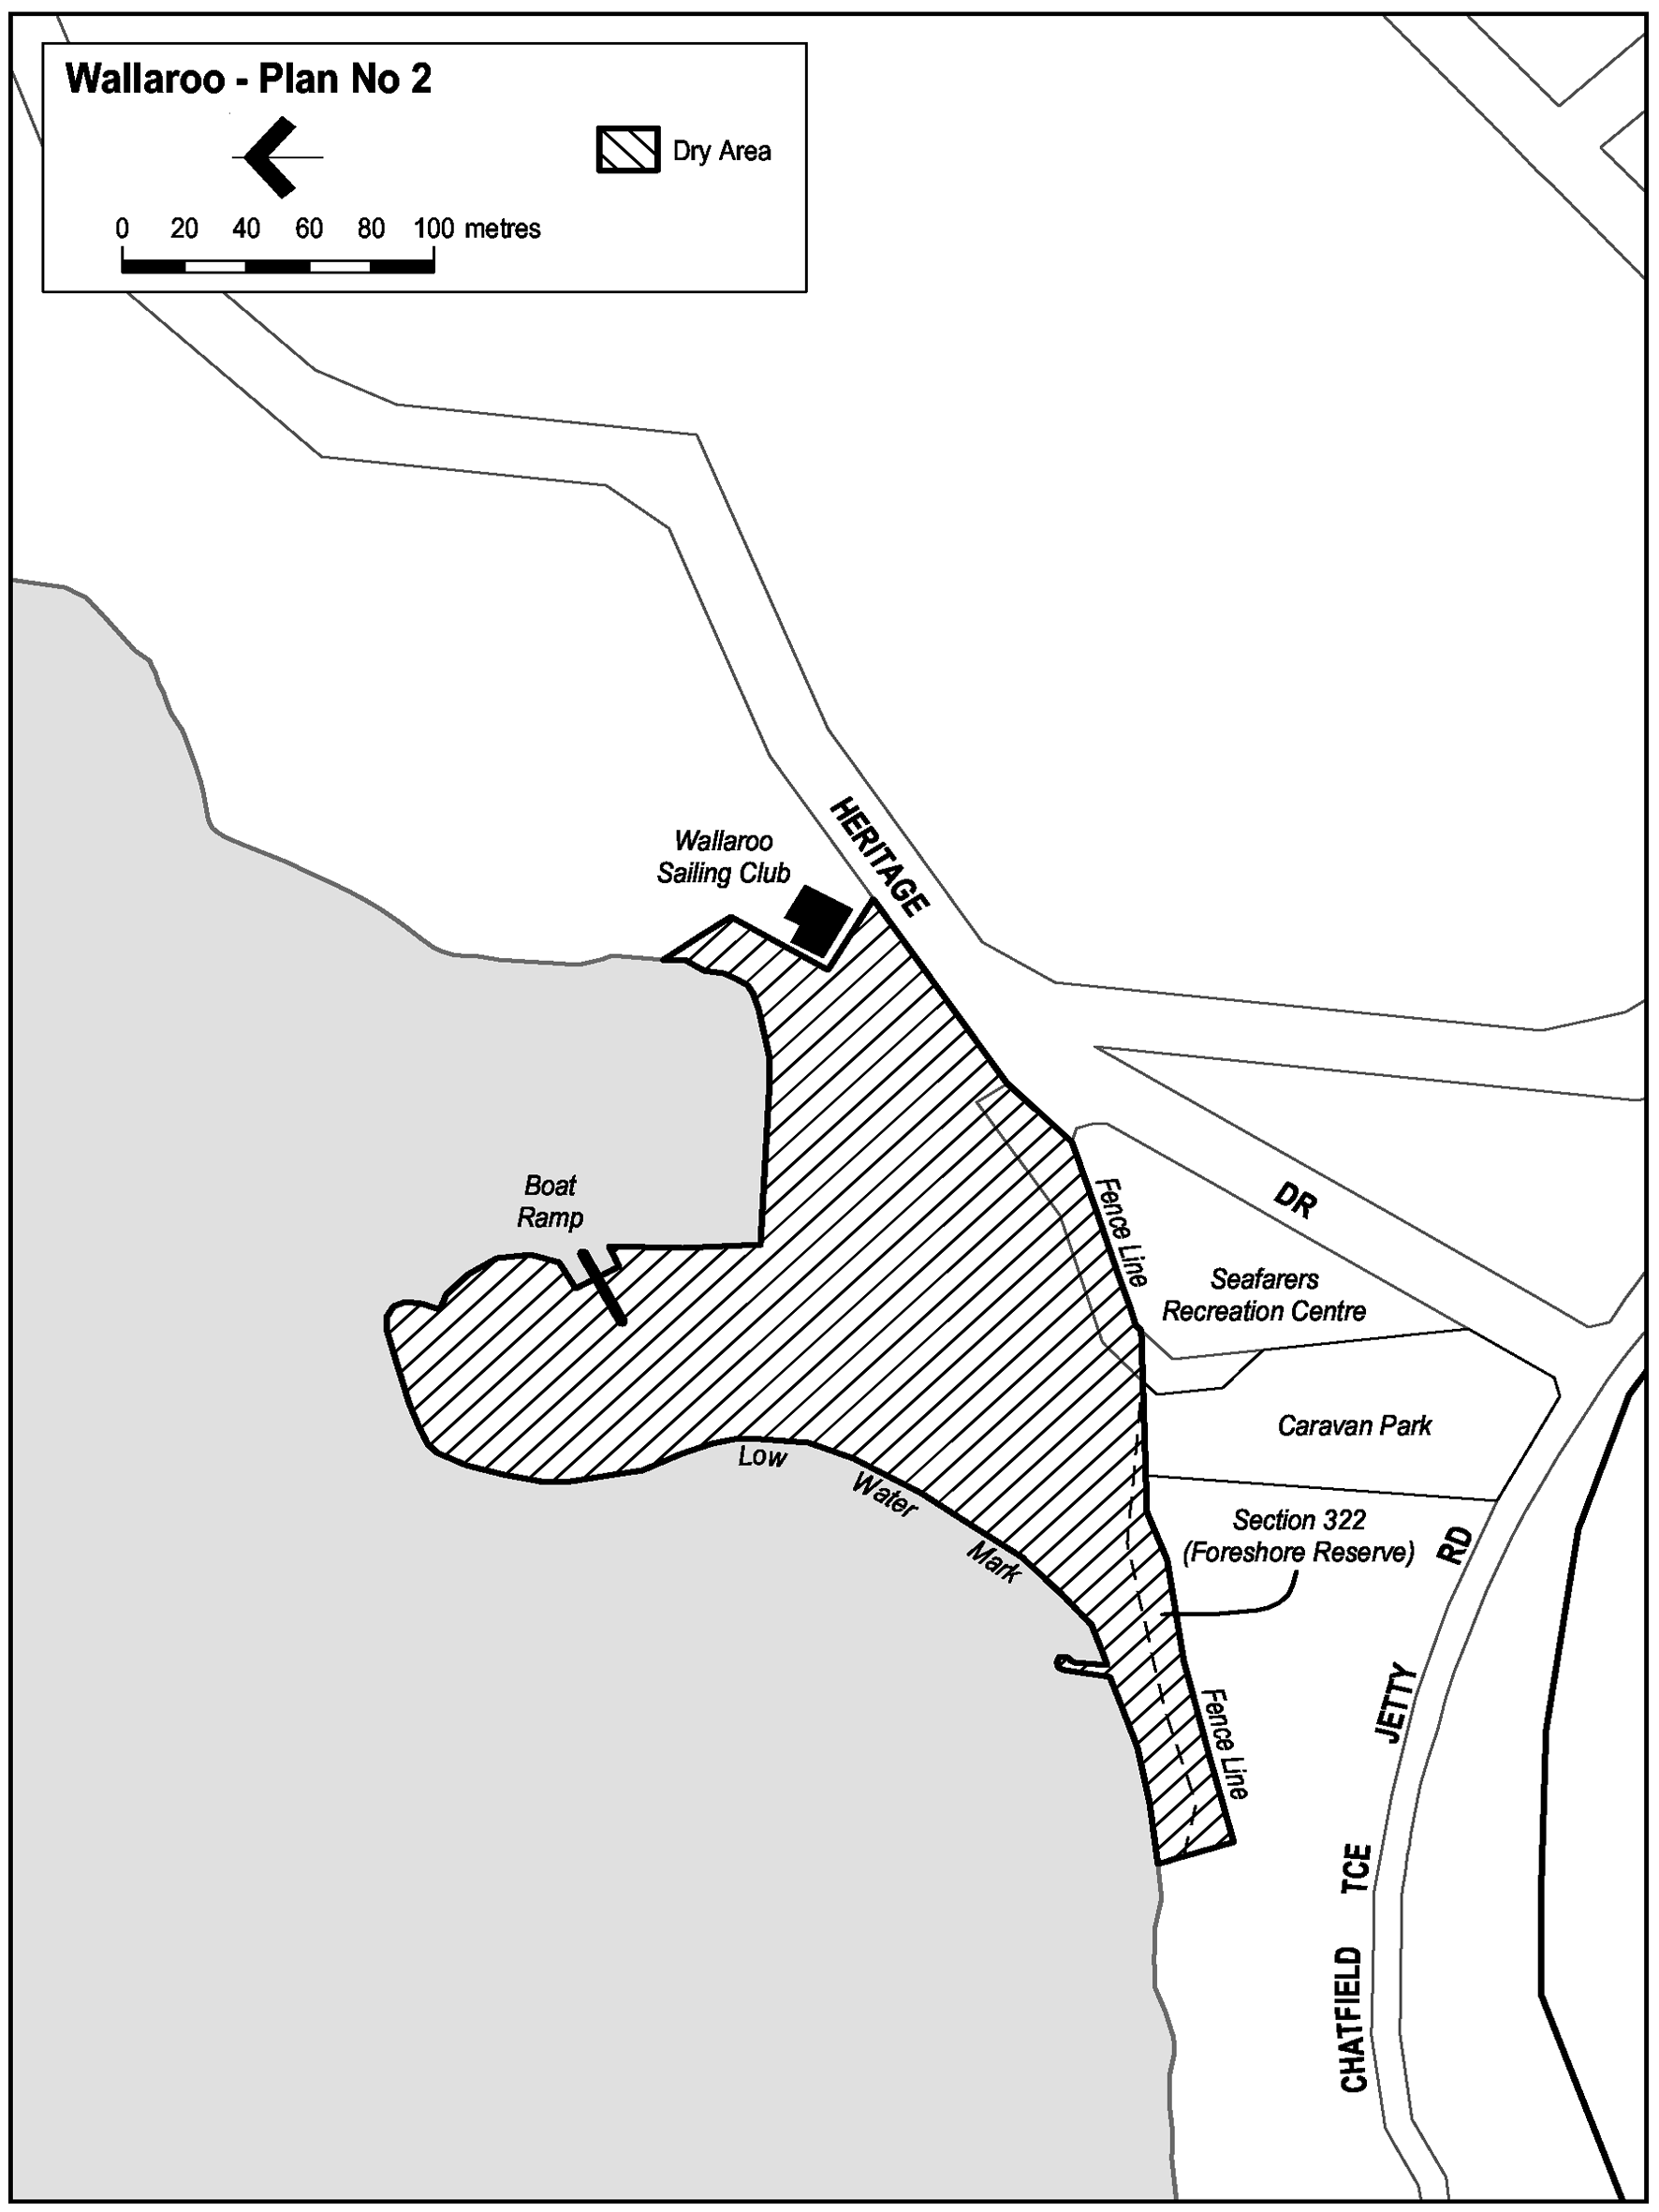 Wallaroo - Plan No 2
Dry Area
0 20 40 60 80 100 metres
HERITAGE
Wallaroo
Sailing Club
Boat
Ramp
Fence Line
DR
Seafarers
Recreation Centre
Caravan Park
Low
Water
Mark
Section 322
(Foreshore Reserve)
RD
JETTY
Fence Line
TCE
CHATFIELD